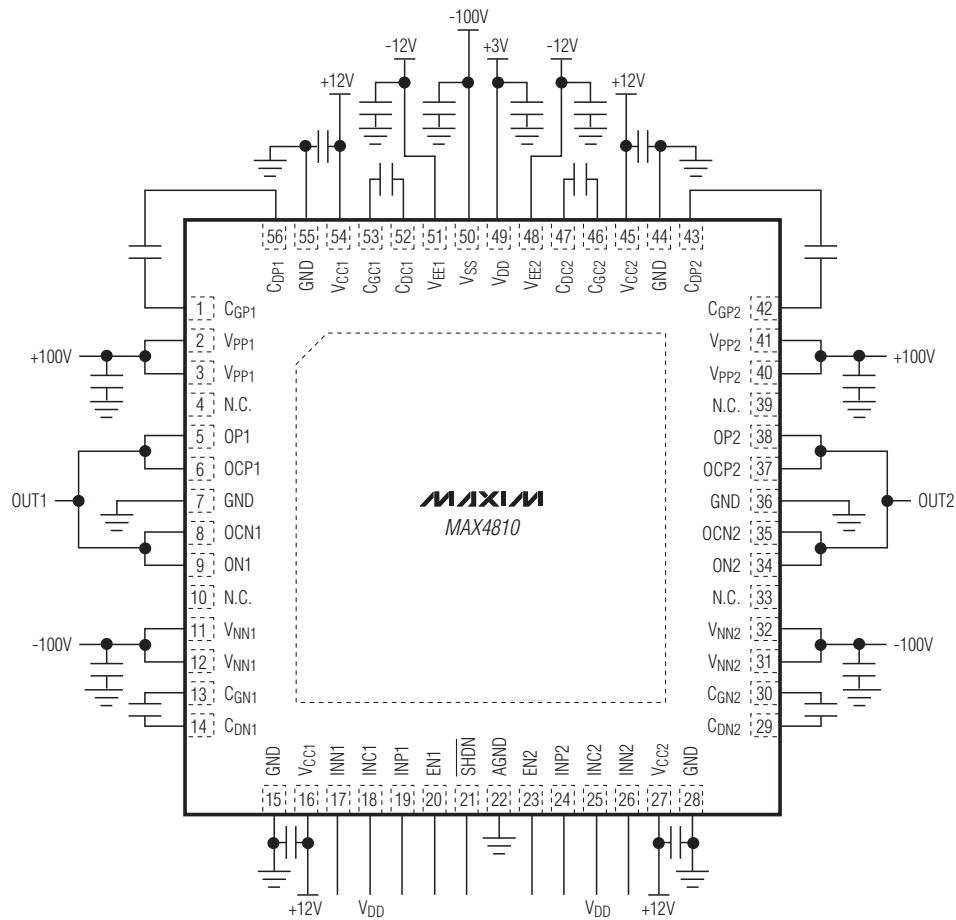 -100V
-12V +3V -12V
+12V +12V
56 55 54 53 52 51 50 49 48 47 46 45 44 43
CDP1 GND VCC1 CGC1 CDC1 VEE1 VSS VDD VEE2 CDC2 CGC2 VCC2 GND CDP2
1 CGP1 CGP2 42
2 VPP1 VPP2 41
+100V +100V
3 VPP1 VPP2 40
4 N.C. N.C. 39
5 OP1 OP2 38
6 OCP1 OCP2 37
OUT1 7 GND GND 36 OUT2
MAXIM
MAX4810
8 OCN1 OCN2 35
9 ON1 ON2 34
10 N.C. N.C. 33
11 VNN1 VNN2 32
-100V -100V
12 VNN1 VNN2 31
13 CGN1 CGN2 30
14 CDN1 CDN2 29
GND VCC1 INN1 INC1 INP1 EN1 SHDN AGND EN2 INP2 INC2 INN2 VCC2 GND
15 16 17 18 19 20 21 22 23 24 25 26 27 28
+12V VDD VDD +12V